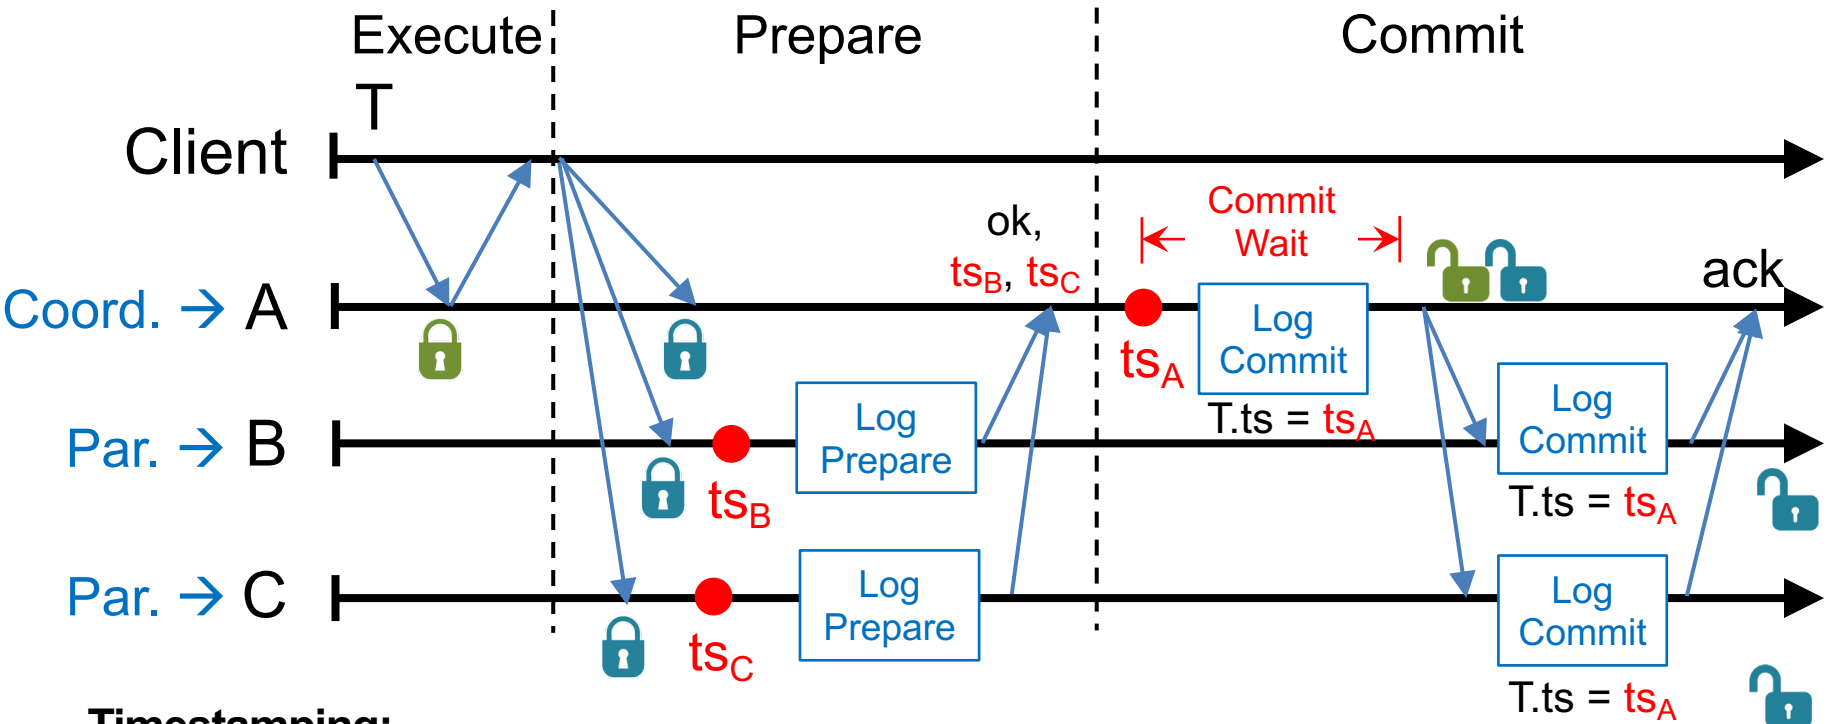 Execute
Prepare
Commit
T
Client
Commit
Wait
ok,
tsB, tsC
ack
Coord. → A
tsA
Log
Commit
T.ts = tsA
Par. → B
tsB
Log
Prepare
Log
Commit
T.ts = tsA
Par. → C
tsC
Log
Prepare
Log
Commit
T.ts = tsA
Timestamping: